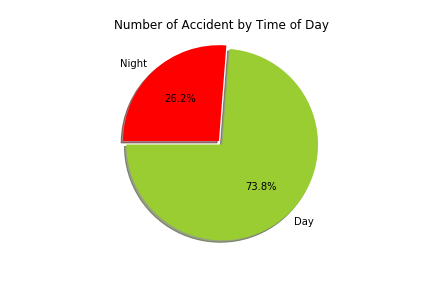 Number of Accident by Time of Day
Night
26.2%
73.8%
Day